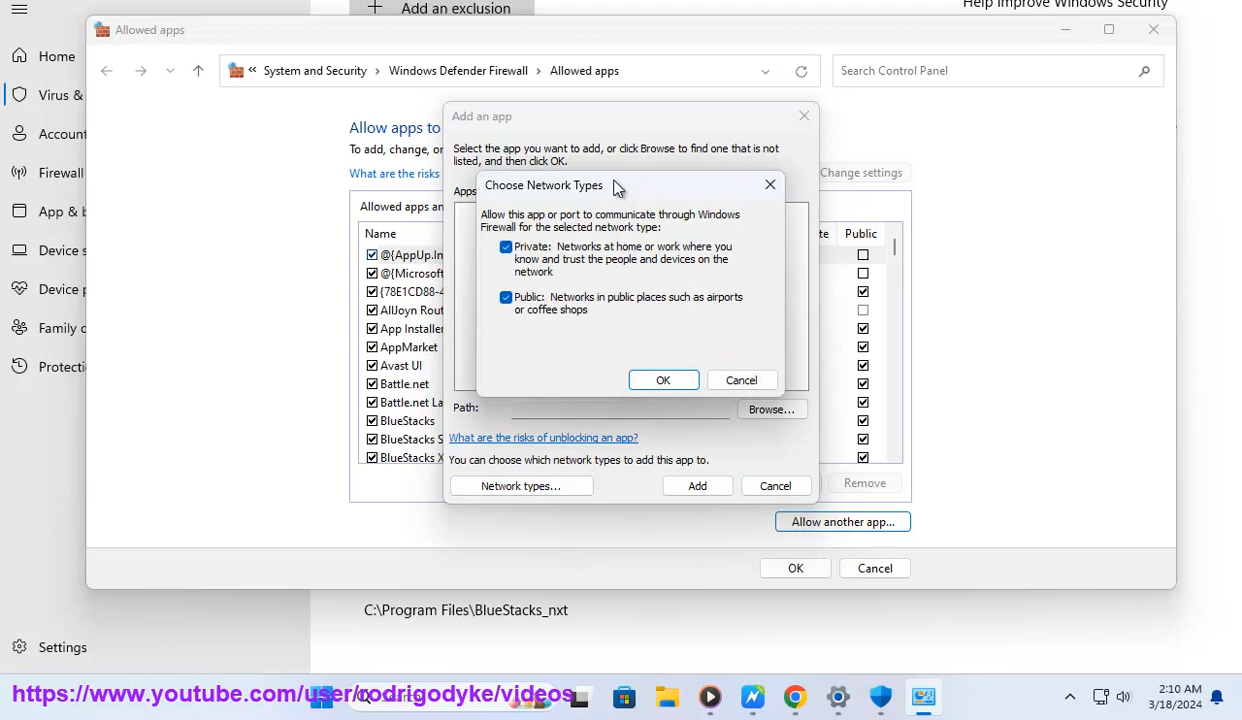 Add an exclusion
Help improve Windows Security
Allowed apps
Home
System and Security > Windows Defender Firewall > Allowed apps
Search Control Panel
Virus &
Add an app
Allow apps to
Account
Select the app you want to add, or click Browse to find one that is not
listed, and then click OK.
To add, change, or
What are the risks
Change settings
Firewall
Choose Network Types
Apps
Allowed apps an
App & b
Allow this app or port to communicate through Windows
Firewall for the selected network type:
Name
te
Public
Private: Networks at home or work where you
know and trust the people and devices on the
network
Device s
@{AppUp.In
@{Microsoft
Device p
{78E1CD88-4
Public: Networks in public places such as airports
or coffee shops
AllJoyn Rout
Family o
App Installer
AppMarket
Protecti
Avast UI
Battle.net
OK
Cancel
Battle.net La
Path:
Browse...
BlueStacks
BlueStacks S
What are the risks of unblocking an app?
BlueStacks X
You can choose which network types to add this app to.
Network types...
Add
Cancel
Remove
Allow another app...
OK
Cancel
C:\Program Files\BlueStacks_nxt
Settings
https://www.youtube.com/user/rodrigodyke/videos
2:10 AM
3/18/2024